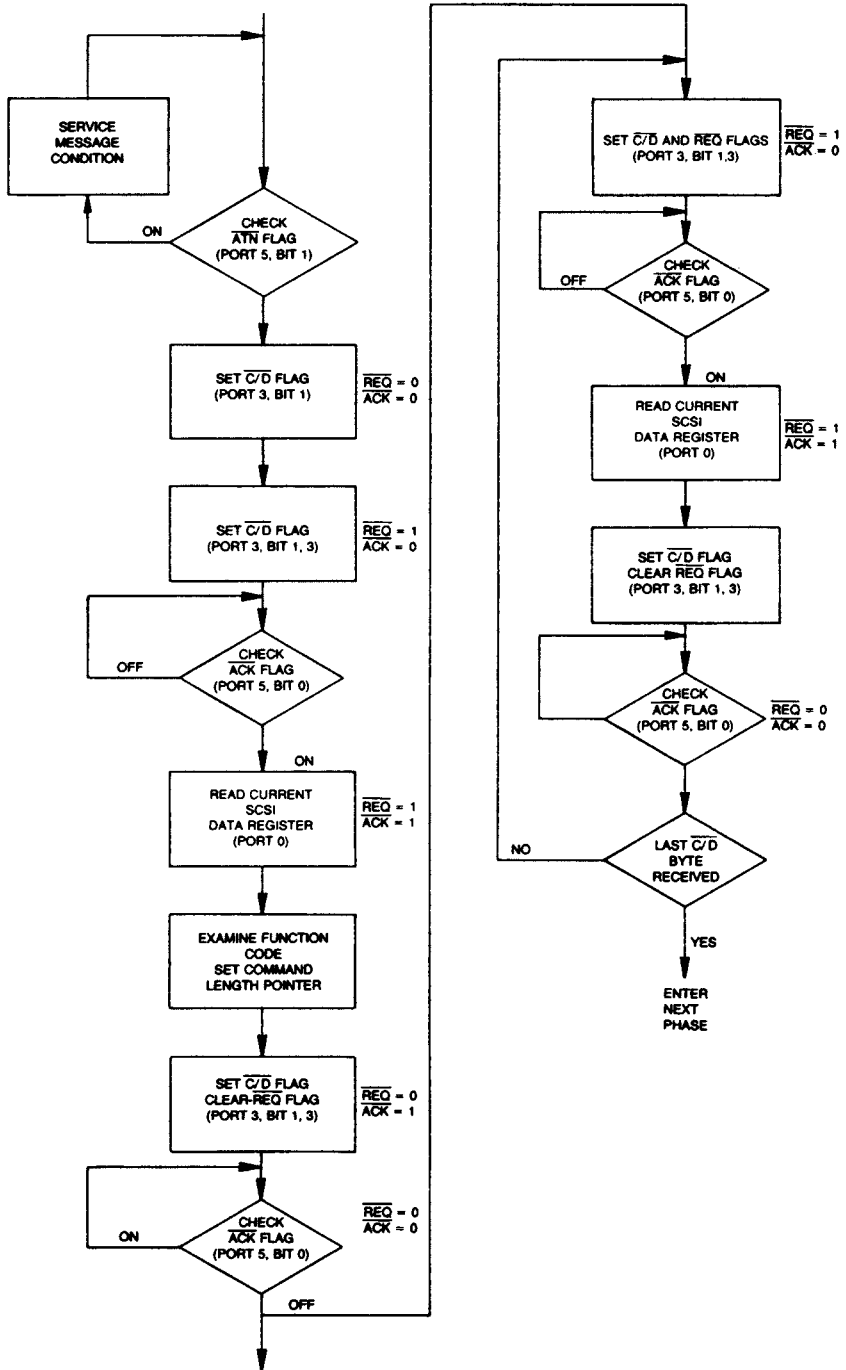 SERVICE
MESSAGE
CONDITION
CHECK
ATN FLAG
(PORT 5, BIT 1)
ON
SET C/D FLAG
(PORT 3, BIT 1)
REQ = 0
ACK = 0
SET C/D FLAG
(PORT 3, BIT 1, 3)
REQ = 1
ACK = 0
CHECK
ACK FLAG
(PORT 5, BIT 0)
OFF
ON
READ CURRENT
SCSI
DATA REGISTER
(PORT 0)
REQ = 1
ACK = 1
EXAMINE FUNCTION
CODE
SET COMMAND
LENGTH POINTER
SET C/D FLAG
CLEAR-REQ FLAG
(PORT 3, BIT 1, 3)
REQ = 0
ACK = 1
CHECK
ACK FLAG
(PORT 5, BIT 0)
REQ = 0
ACK = 0
ON
OFF
SET C/D AND REQ FLAGS
(PORT 3, BIT 1,3)
REQ = 1
ACK = 0
CHECK
ACK FLAG
(PORT 5, BIT 0)
OFF
ON
READ CURRENT
SCSI
DATA REGISTER
(PORT 0)
REQ = 1
ACK = 1
SET C/D FLAG
CLEAR REQ FLAG
(PORT 3, BIT 1, 3)
CHECK
ACK FLAG
(PORT 5, BIT 0)
REQ = 0
ACK = 0
LAST C/D
BYTE
RECEIVED
NO
YES
ENTER
NEXT
PHASE